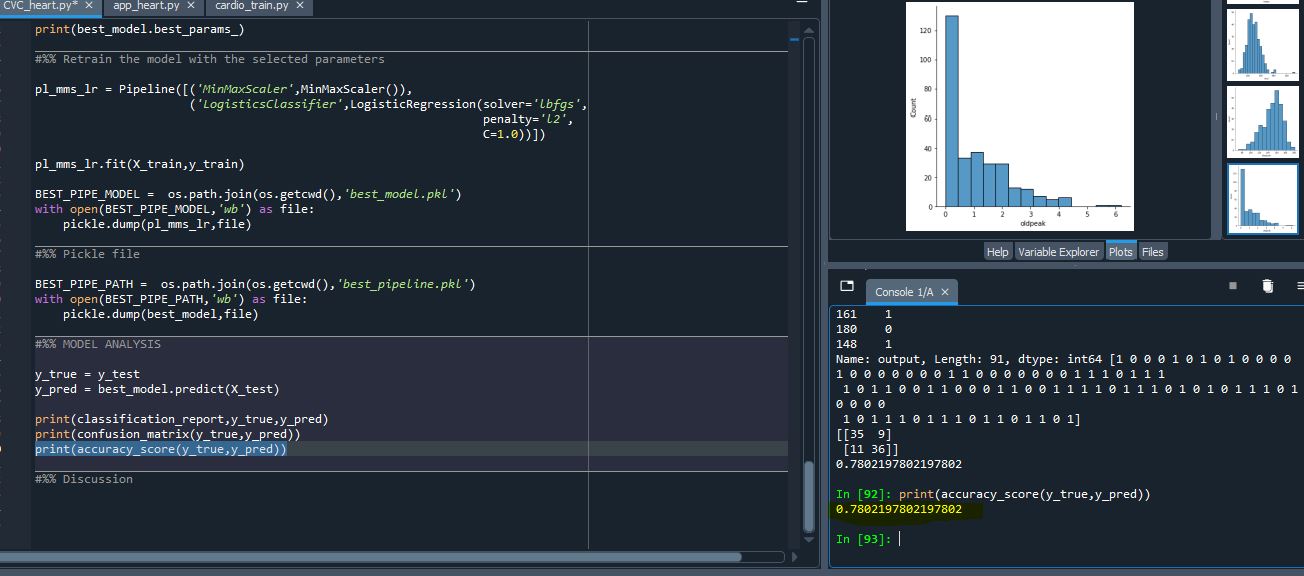 CVC_heart.py* × app_heart.py × cardio_train.py ×
print(best_model.best_params_)
#%% Retrain the model with the selected parameters
pl_mms_lr = Pipeline([('MinMaxScaler',MinMaxScaler()),
('LogisticsClassifier',LogisticRegression(solver='lbfgs',
penalty='l2',
C=1.0))])
pl_mms_lr.fit(X_train,y_train)
BEST_PIPE_MODEL =  os.path.join(os.getcwd(),'best_model.pkl')
with open(BEST_PIPE_MODEL,'wb') as file:
pickle.dump(pl_mms_lr,file)
#%% Pickle file
BEST_PIPE_PATH =  os.path.join(os.getcwd(),'best_pipeline.pkl')
with open(BEST_PIPE_PATH,'wb') as file:
pickle.dump(best_model,file)
#%% MODEL ANALYSIS
y_true = y_test
y_pred = best_model.predict(X_test)
print(classification_report,y_true,y_pred)
print(confusion_matrix(y_true,y_pred))
print(accuracy_score(y_true,y_pred))
#%% Discussion
Count
120
100
80
60
40
20
0
0 1 2 3 4 5 6
oldpeak
Help Variable Explorer Plots Files
Console 1/A ×
161 1
180 0
148 1
Name: output, Length: 91, dtype: int64 [1 0 0 0 1 0 1 0 1 0 0 0 0
1 0 0 0 0 0 0 0 1 1 0 0 0 0 0 0 0 1 1 1 0 1 1 1
1 0 1 1 0 0 1 1 0 0 0 1 1 0 0 1 1 1 1 0 1 1 1 0 1 0 1 0 1 1 1 0 1
0 0 0 0
1 0 1 1 1 0 1 1 1 0 1 1 0 1 1 0 1]
[[35  9]
[11 36]]
0.7802197802197802
In [92]: print(accuracy_score(y_true,y_pred))
0.7802197802197802
In [93]: